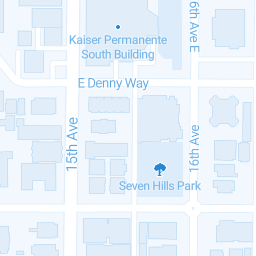 Kaiser Permanente
South Building
16th Ave E
E Denny Way
15th Ave
16th Ave
Seven Hills Park